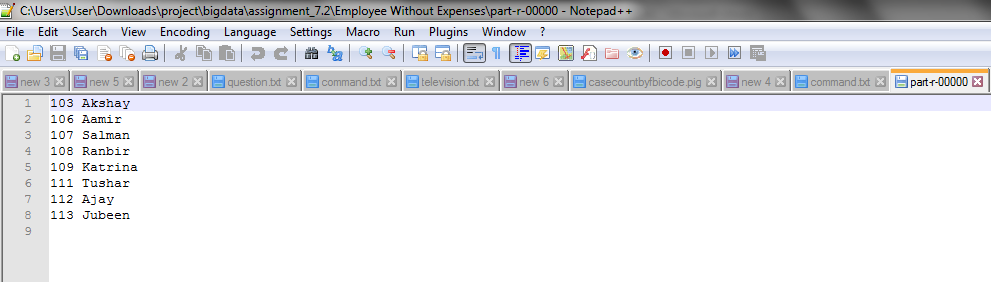 C:\Users\User\Downloads\project\bigdata\assignment_7.2\Employee Without Expenses\part-r-00000 - Notepad++
File Edit Search View Encoding Language Settings Macro Run Plugins Window ?
new 3 new 5 new 2 question.txt command.txt television.txt new 6 casecountbyfbicode.pig new 4 command.txt part-r-00000
1 103 Akshay
2 106 Aamir
3 107 Salman
4 108 Ranbir
5 109 Katrina
6 111 Tushar
7 112 Ajay
8 113 Jubeen
9